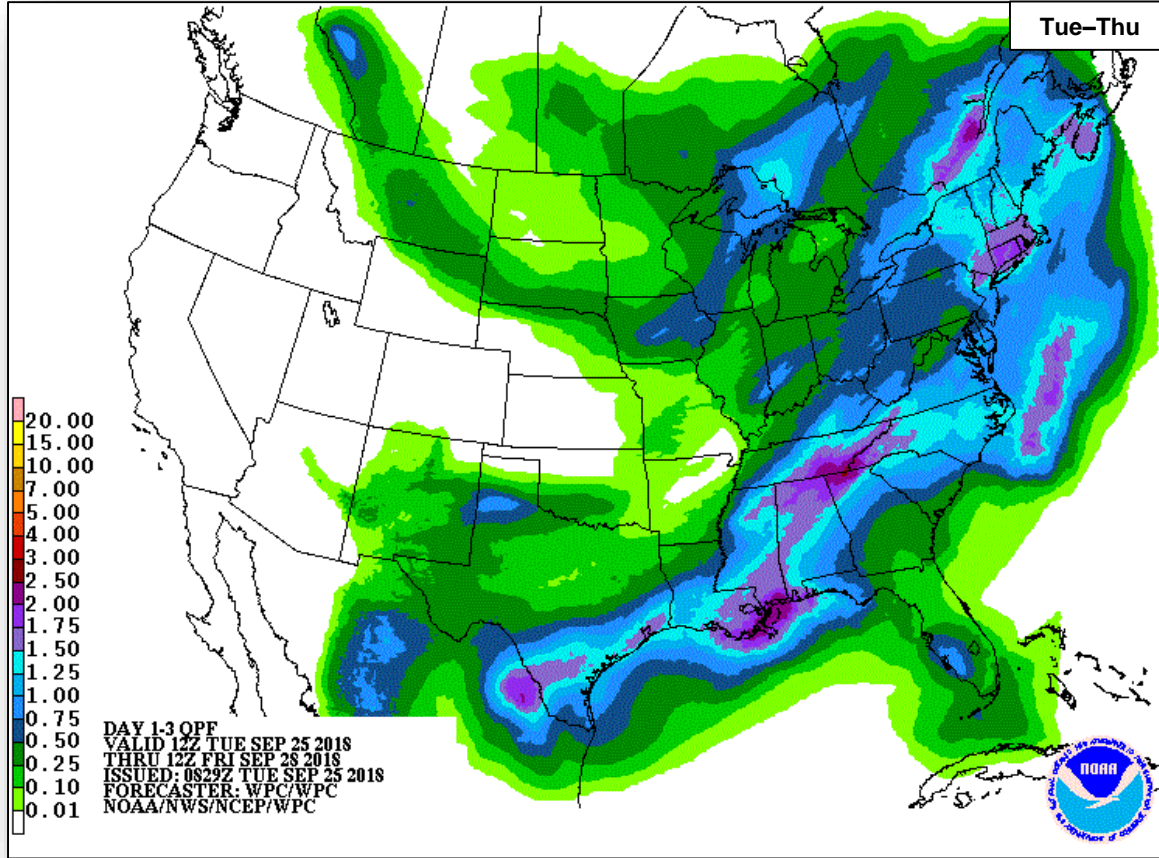 Tue–Thu
20.00
15.00
10.00
7.00
5.00
4.00
3.00
2.50
2.00
1.75
1.50
1.25
1.00
0.75
0.50
0.25
0.10
0.01
DAY 1-3 QPF
VALID 12Z TUE SEP 25 2018
THRU 12Z FRI SEP 28 2018
ISSUED: 0829Z TUE SEP 25 2018
FORECASTER: WPC/WPC
NOAA/NWS/NCEP/WPC
NOAA